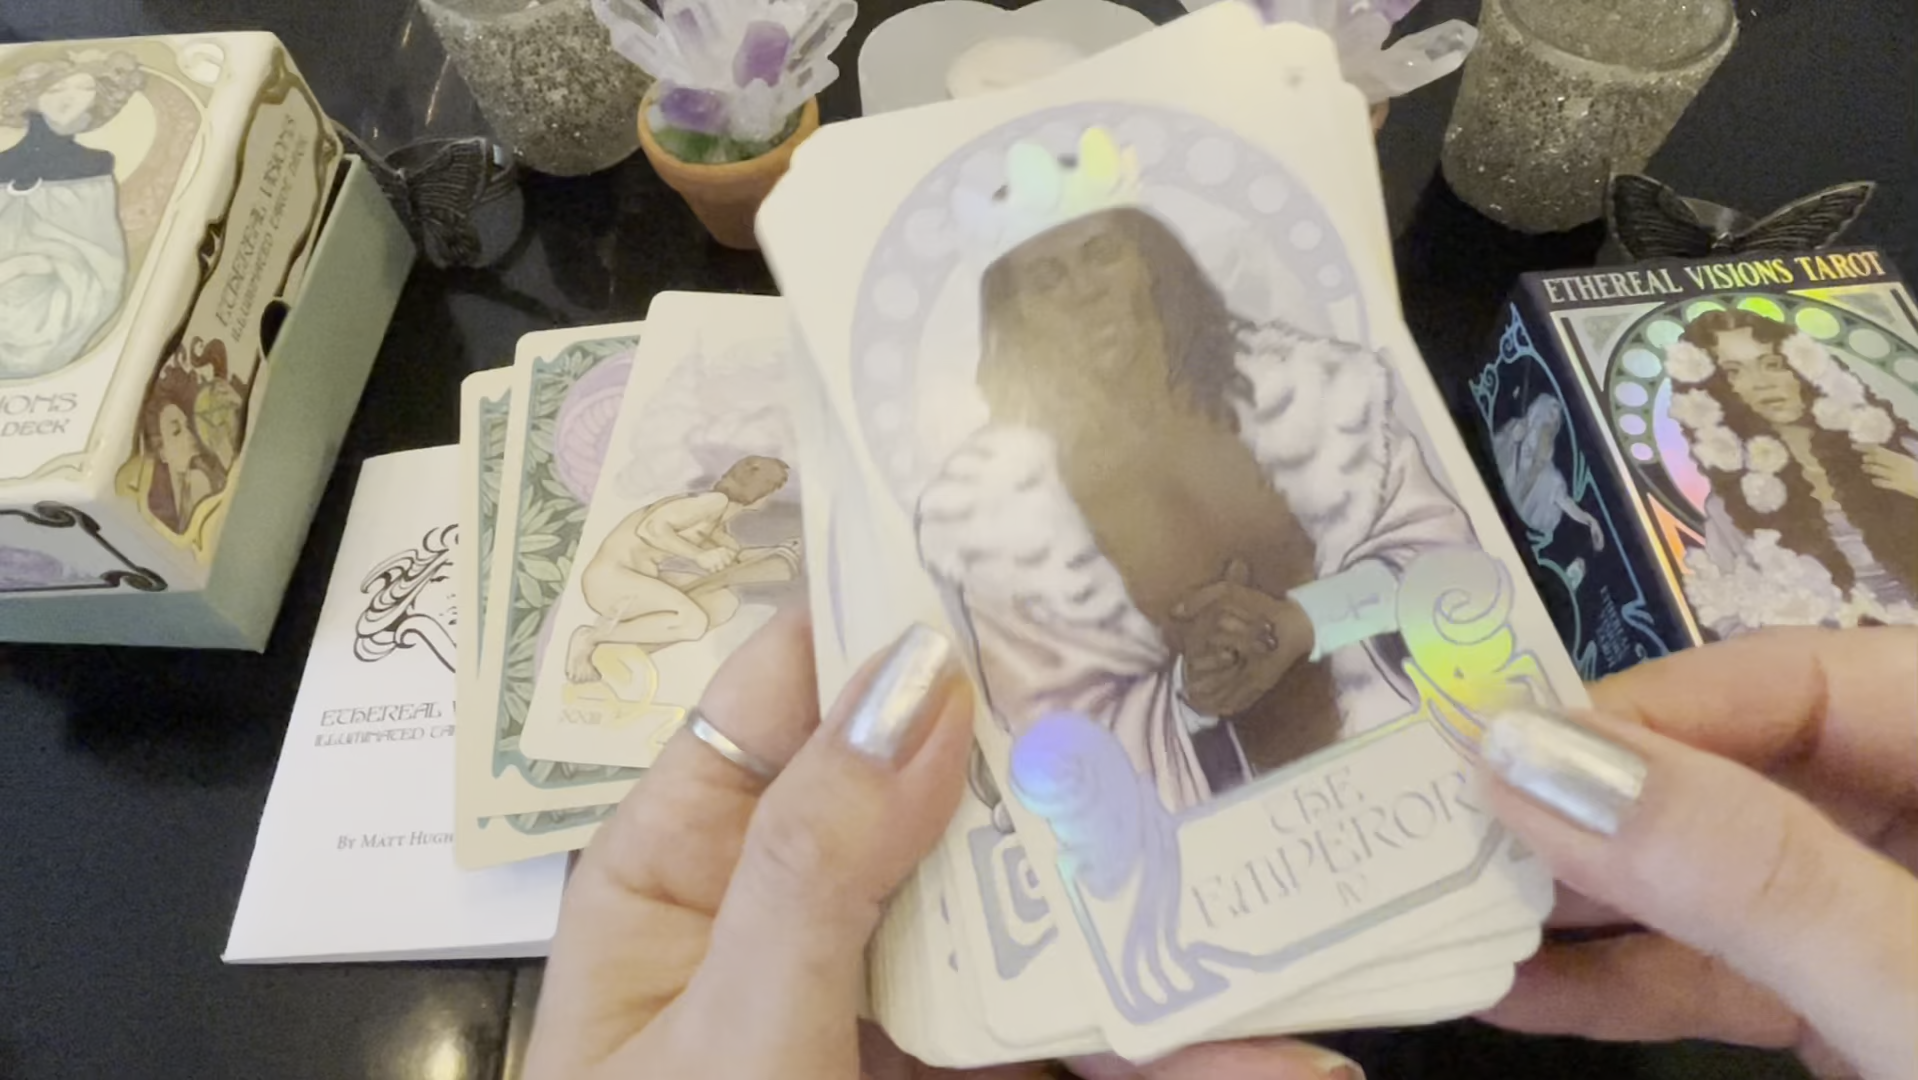 ETHEREAL VISIONS
ILLUMINATED TAROT DECK
IONS
DECK
ETHEREAL V
ILLUMINATED TA
BY MATT HUGH
XXII
THE
EMPEROR
IV
ETHEREAL VISIONS TAROT